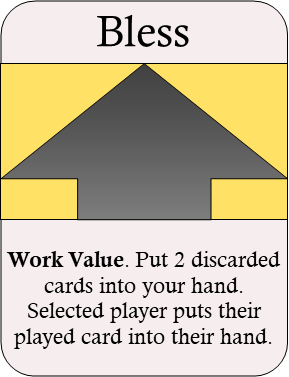 Bless
Work Value. Put 2 discarded
cards into your hand.
Selected player puts their
played card into their hand.